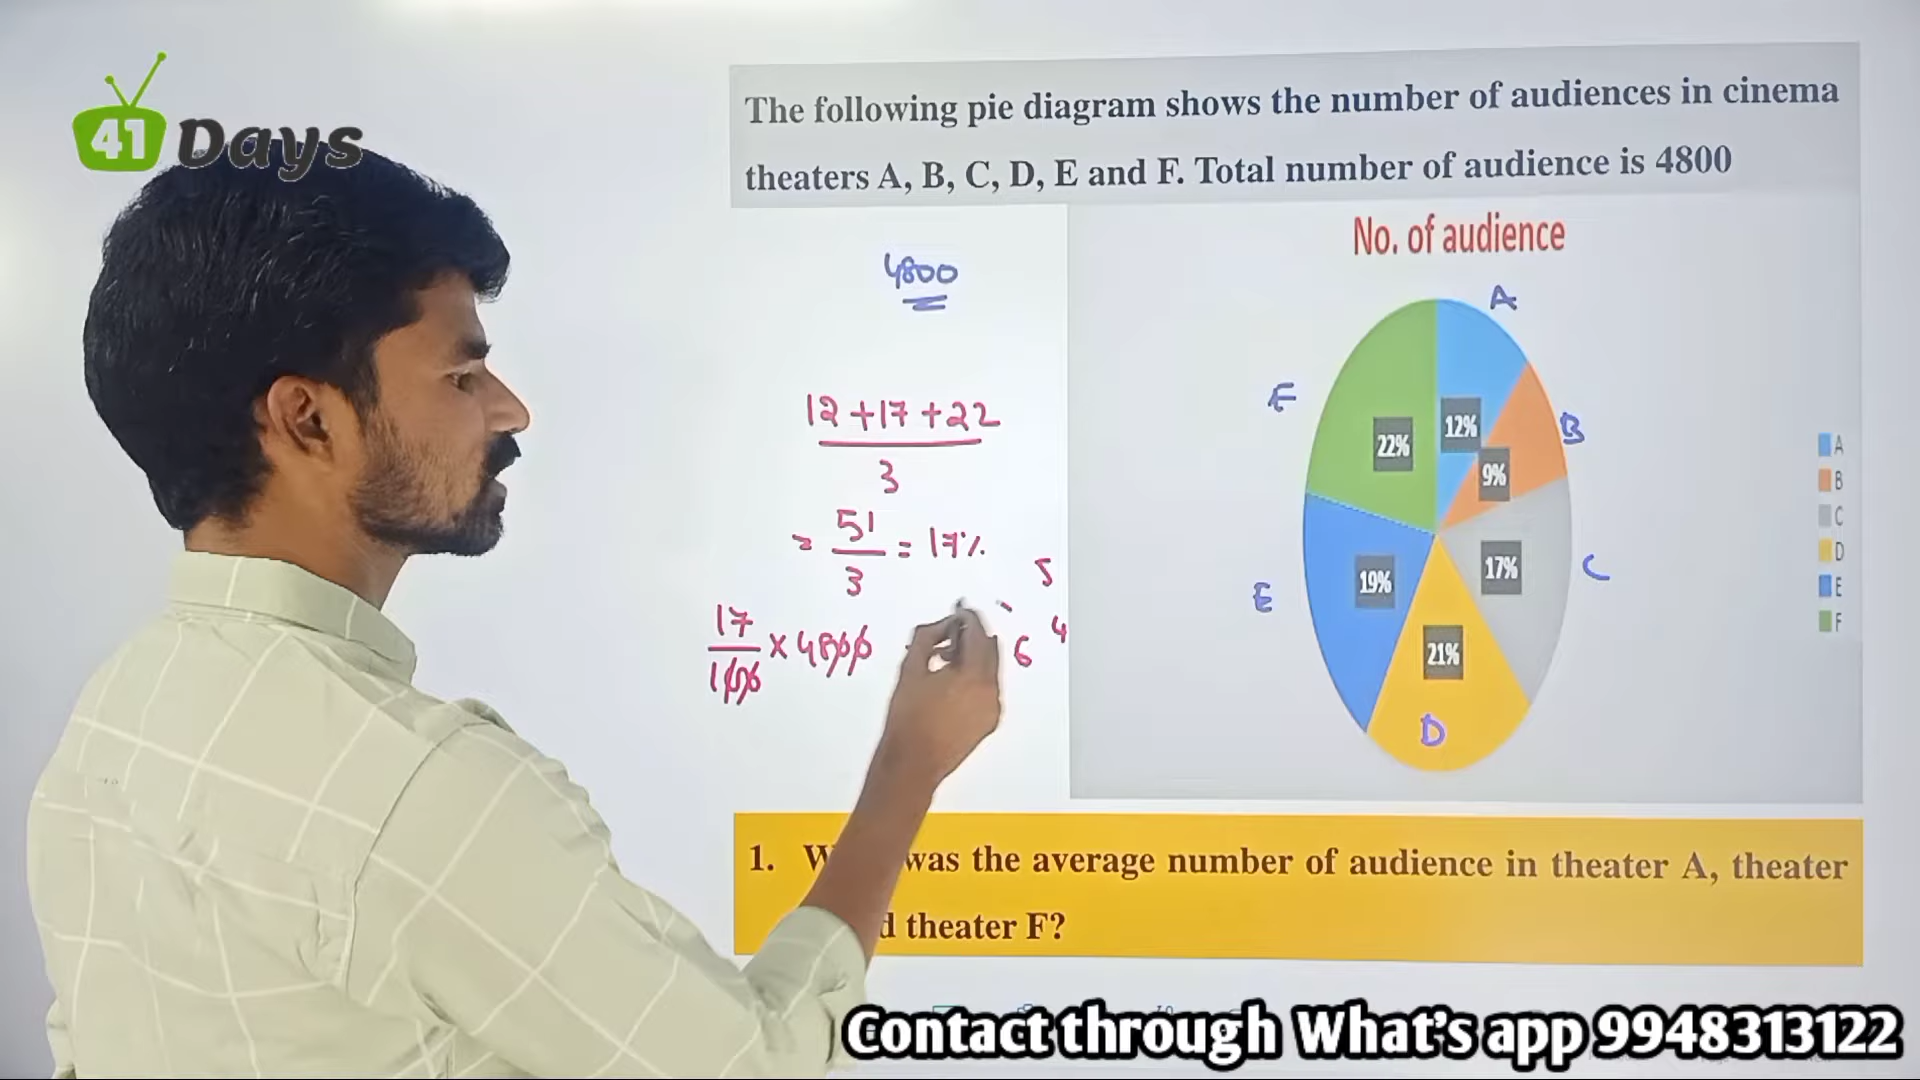 41 Days
The following pie diagram shows the number of audiences in cinema
theaters A, B, C, D, E and F. Total number of audience is 4800
No. of audience
4800
12+17+22
3
= 51 = 17%
3
17 × 4800
100
5
4
6
A
B
C
D
E
F
12%
9%
17%
21%
19%
22%
A
B
C
D
E
F
1. was the average number of audience in theater A, theater
theater F?
Contact through What's app 9948313122